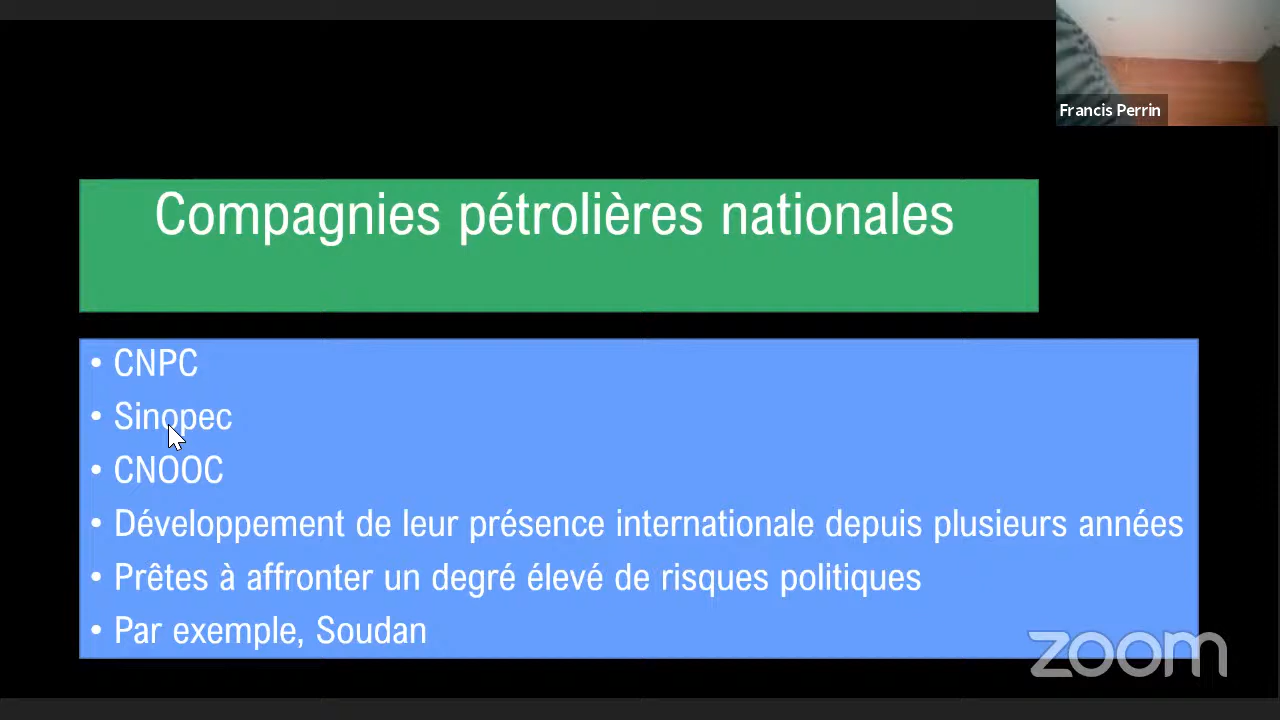 Francis Perrin
Compagnies pétrolières nationales
• CNPC
• Sinopec
• CNOOC
• Développement de leur présence internationale depuis plusieurs années
• Prêtes à affronter un degré élevé de risques politiques
• Par exemple, Soudan
zoom